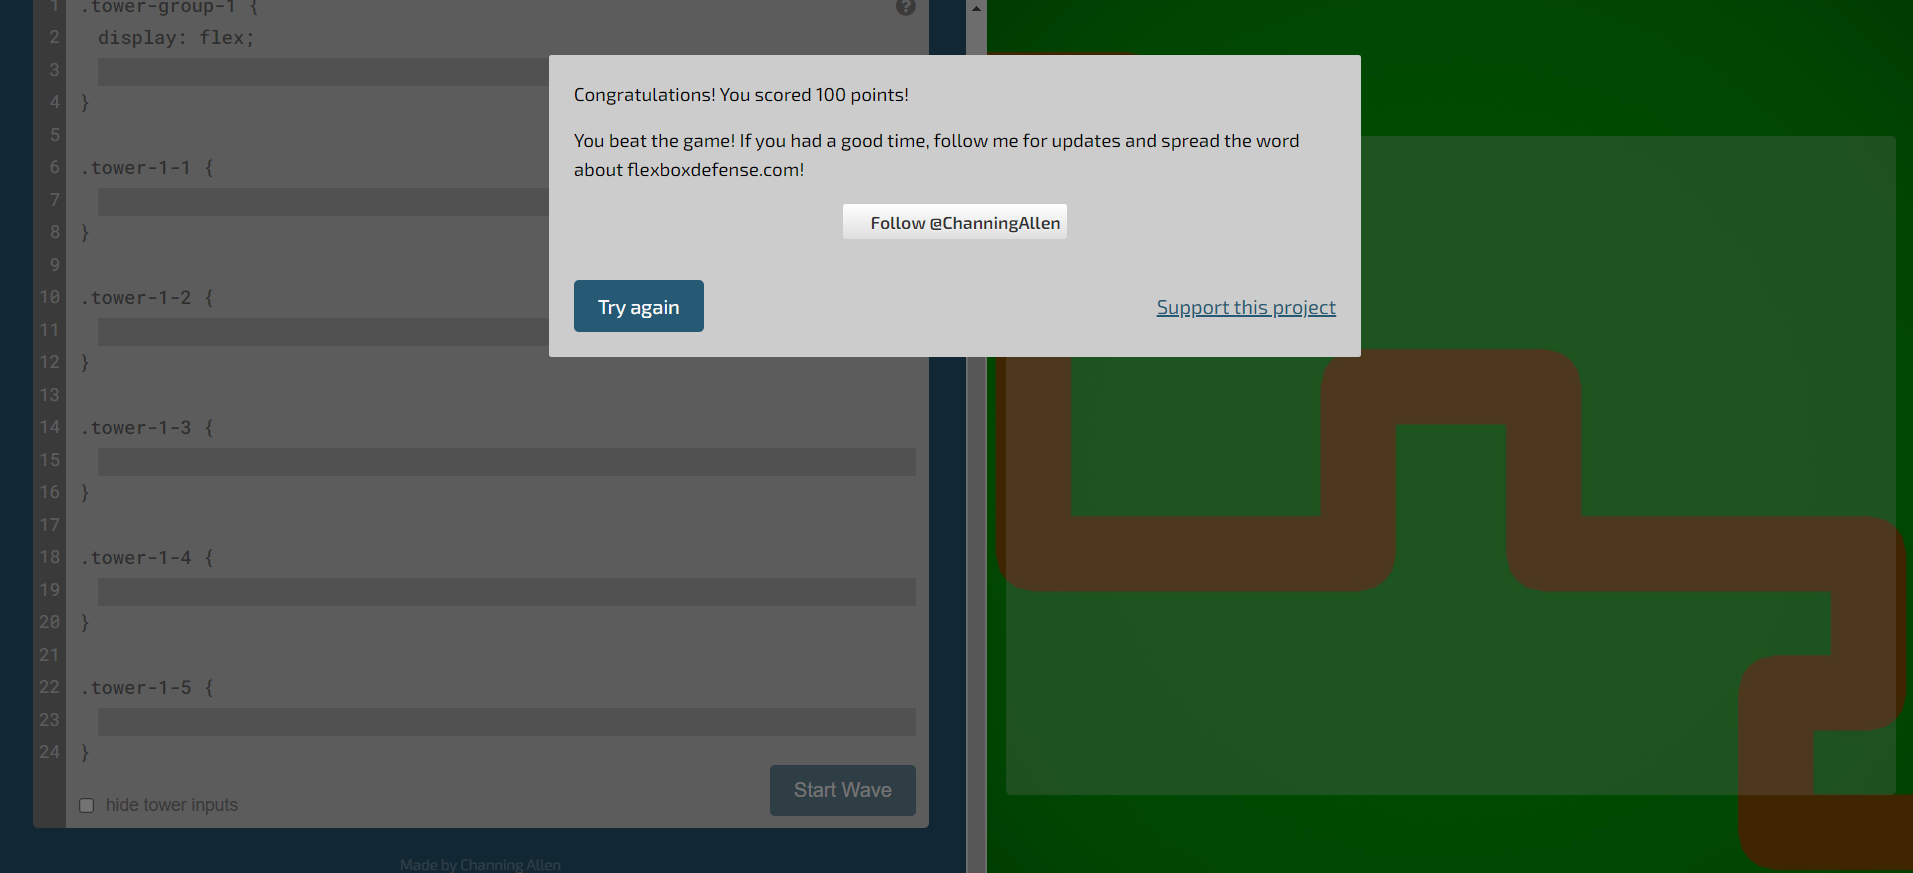 1 .tower-group-1 {
2 display: flex;
3
4 }
5
6 .tower-1-1 {
7
8 }
9
10 .tower-1-2 {
11
12 }
13
14 .tower-1-3 {
15
16 }
17
18 .tower-1-4 {
19
20 }
21
22 .tower-1-5 {
23
24 }
?
hide tower inputs
Start Wave
Made by Channing Allen
Congratulations! You scored 100 points!
You beat the game! If you had a good time, follow me for updates and spread the word
about flexboxdefense.com!
Follow @ChanningAllen
Try again
Support this project